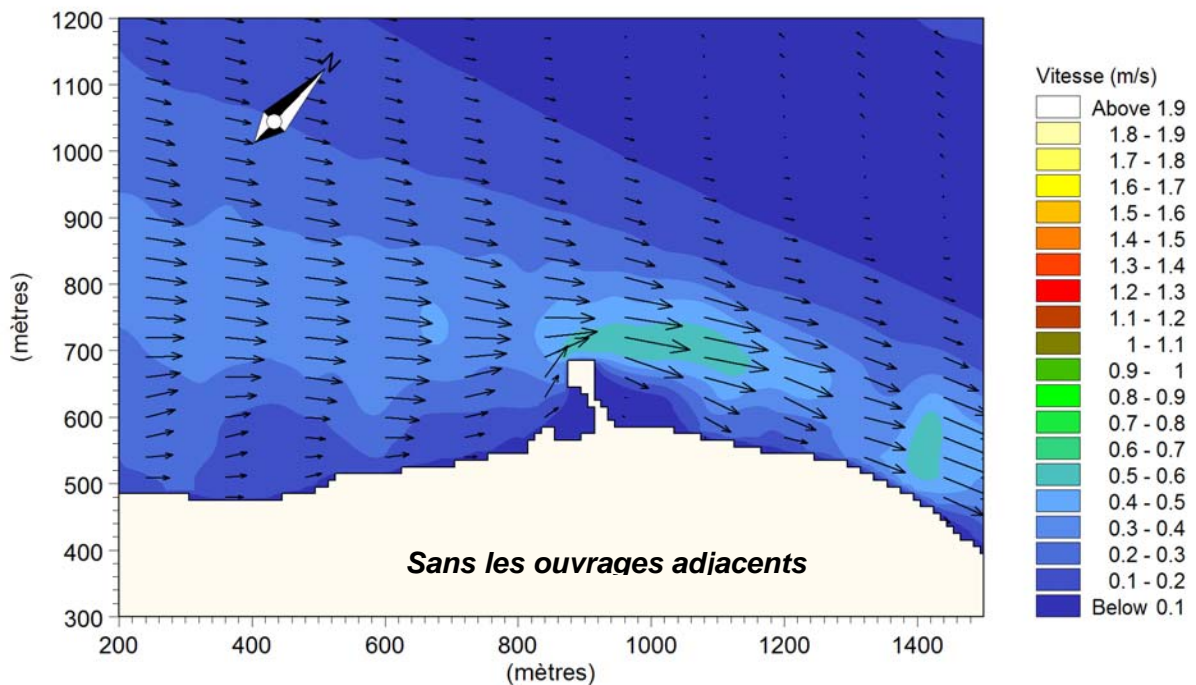 1200
1100
1000
900
800
700
600
500
400
300
(mètres)
200 400 600 800 1000 1200 1400
(mètres)
N
Sans les ouvrages adjacents
Vitesse (m/s)
Above 1.9
1.8 - 1.9
1.7 - 1.8
1.6 - 1.7
1.5 - 1.6
1.4 - 1.5
1.3 - 1.4
1.2 - 1.3
1.1 - 1.2
1 - 1.1
0.9 - 1
0.8 - 0.9
0.7 - 0.8
0.6 - 0.7
0.5 - 0.6
0.4 - 0.5
0.3 - 0.4
0.2 - 0.3
0.1 - 0.2
Below 0.1